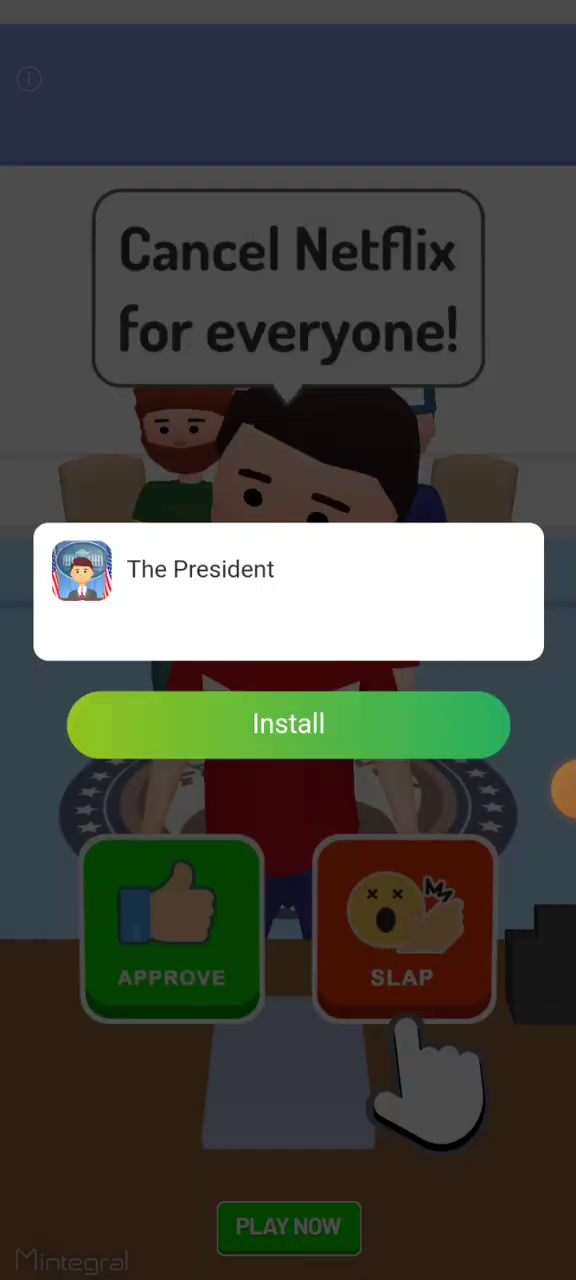 Cancel Netflix
for everyone!
The President
Install
APPROVE
SLAP
PLAY NOW
Mintegral